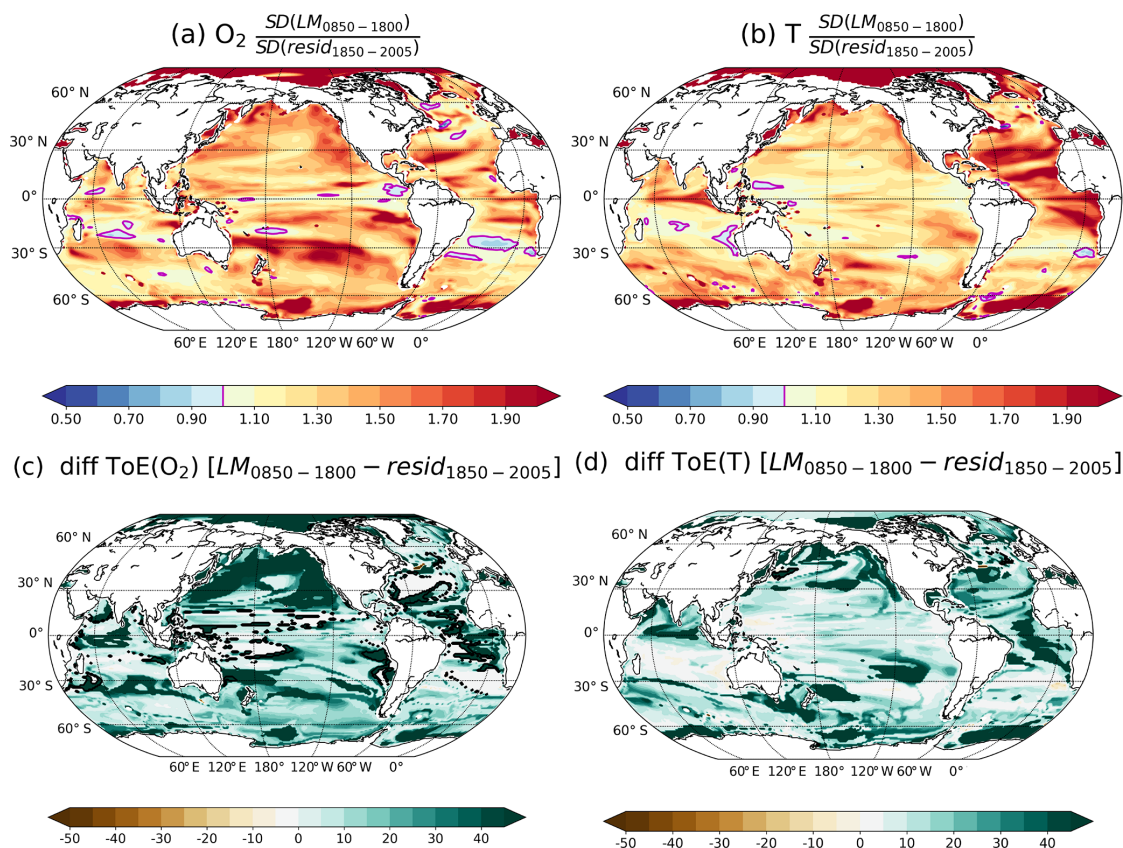 (a) O₂ SD(LM₀₈₅₀₋₁₈₀₀) / SD(resid₁₈₅₀₋₂₀₀₅)
(b) T SD(LM₀₈₅₀₋₁₈₀₀) / SD(resid₁₈₅₀₋₂₀₀₅)
60° N
30° N
0°
30° S
60° S
60°E 120°E 180° 120°W 60°W 0°
60° N
30° N
0°
30° S
60° S
60°E 120°E 180° 120°W 60°W 0°
0.50 0.70 0.90 1.10 1.30 1.50 1.70 1.90
0.50 0.70 0.90 1.10 1.30 1.50 1.70 1.90
(c) diff ToE(O₂) [LM₀₈₅₀₋₁₈₀₀ − resid₁₈₅₀₋₂₀₀₅]
(d) diff ToE(T) [LM₀₈₅₀₋₁₈₀₀ − resid₁₈₅₀₋₂₀₀₅]
60° N
30° N
0°
30° S
60° S
60°E 120°E 180° 120°W 60°W 0°
60° N
30° N
0°
30° S
60° S
60°E 120°E 180° 120°W 60°W 0°
-50 -40 -30 -20 -10 0 10 20 30 40
-50 -40 -30 -20 -10 0 10 20 30 40